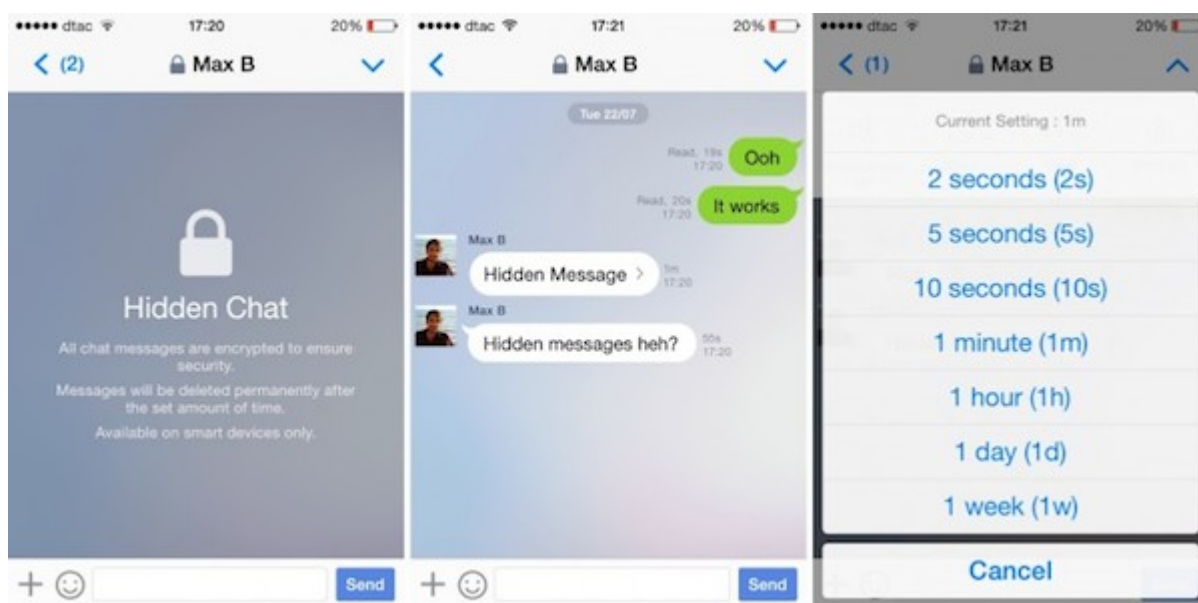 dtac 17:20 20%
(2) Max B
Hidden Chat
All chat messages are encrypted to ensure
security.
Messages will be deleted permanently after
the set amount of time.
Available on smart devices only.
Send
dtac 17:21 20%
Max B
Tue 22/07
Read, 19s
17:20
Ooh
Read, 20s
17:20
It works
Max B
Hidden Message
1m
17:20
Max B
Hidden messages heh?
17:20
Send
dtac 17:21 20%
(1) Max B
Current Setting : 1m
2 seconds (2s)
5 seconds (5s)
10 seconds (10s)
1 minute (1m)
1 hour (1h)
1 day (1d)
1 week (1w)
Cancel